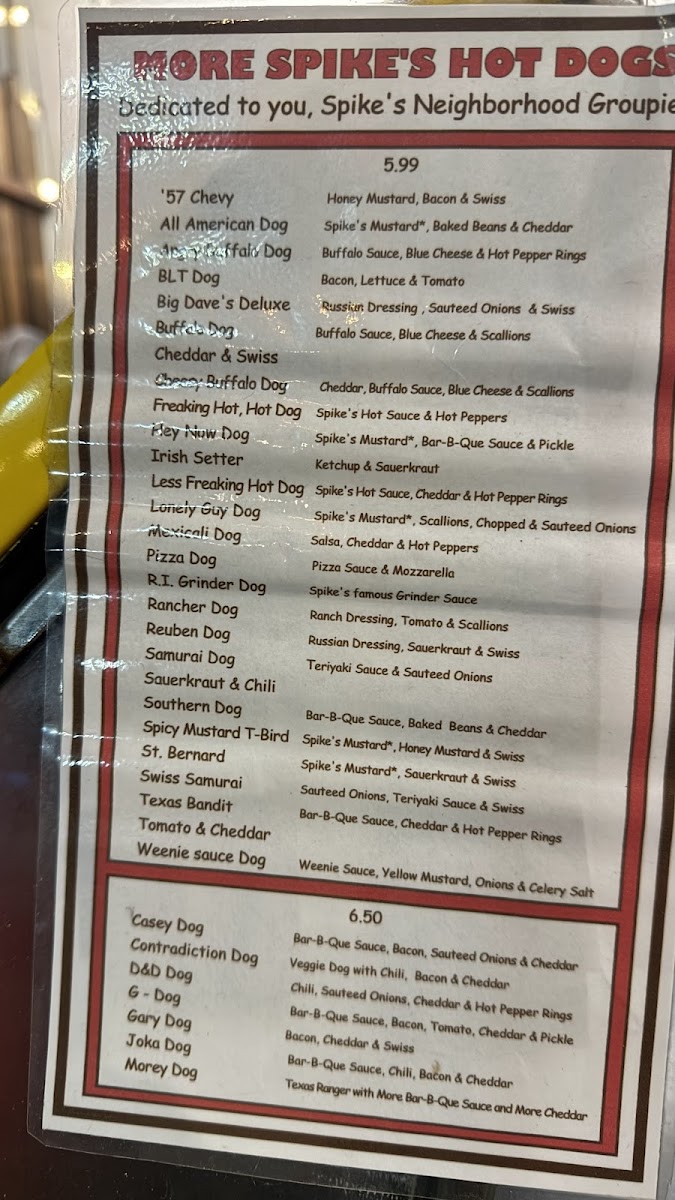 MORE SPIKE'S HOT DOGS
Dedicated to you, Spike's Neighborhood Groupie
5.99
'57 Chevy Honey Mustard, Bacon & Swiss
All American Dog Spike's Mustard*, Baked Beans & Cheddar
Angry Buffalo Dog Buffalo Sauce, Blue Cheese & Hot Pepper Rings
BLT Dog Bacon, Lettuce & Tomato
Big Dave's Deluxe Russian Dressing , Sauteed Onions & Swiss
Buffalo Dog Buffalo Sauce, Blue Cheese & Scallions
Cheddar & Swiss
Cheesy Buffalo Dog Cheddar, Buffalo Sauce, Blue Cheese & Scallions
Freaking Hot, Hot Dog Spike's Hot Sauce & Hot Peppers
Hey Now Dog Spike's Mustard*, Bar-B-Que Sauce & Pickle
Irish Setter Ketchup & Sauerkraut
Less Freaking Hot Dog Spike's Hot Sauce, Cheddar & Hot Pepper Rings
Lonely Guy Dog Spike's Mustard*, Scallions, Chopped & Sauteed Onions
Mexicali Dog Salsa, Cheddar & Hot Peppers
Pizza Dog Pizza Sauce & Mozzarella
R.I. Grinder Dog Spike's famous Grinder Sauce
Rancher Dog Ranch Dressing, Tomato & Scallions
Reuben Dog Russian Dressing, Sauerkraut & Swiss
Samurai Dog Teriyaki Sauce & Sauteed Onions
Sauerkraut & Chili
Southern Dog Bar-B-Que Sauce, Baked Beans & Cheddar
Spicy Mustard T-Bird Spike's Mustard*, Honey Mustard & Swiss
St. Bernard Spike's Mustard*, Sauerkraut & Swiss
Swiss Samurai Sauteed Onions, Teriyaki Sauce & Swiss
Texas Bandit Bar-B-Que Sauce, Cheddar & Hot Pepper Rings
Tomato & Cheddar
Weenie sauce Dog Weenie Sauce, Yellow Mustard, Onions & Celery Salt
6.50
Casey Dog Bar-B-Que Sauce, Bacon, Sauteed Onions & Cheddar
Contradiction Dog Veggie Dog with Chili, Bacon & Cheddar
D&D Dog Chili, Sauteed Onions, Cheddar & Hot Pepper Rings
G - Dog Bar-B-Que Sauce, Bacon, Tomato, Cheddar & Pickle
Gary Dog Bacon, Cheddar & Swiss
Joka Dog Bar-B-Que Sauce, Chili, Bacon & Cheddar
Morey Dog Texas Ranger with More Bar-B-Que Sauce and More Cheddar